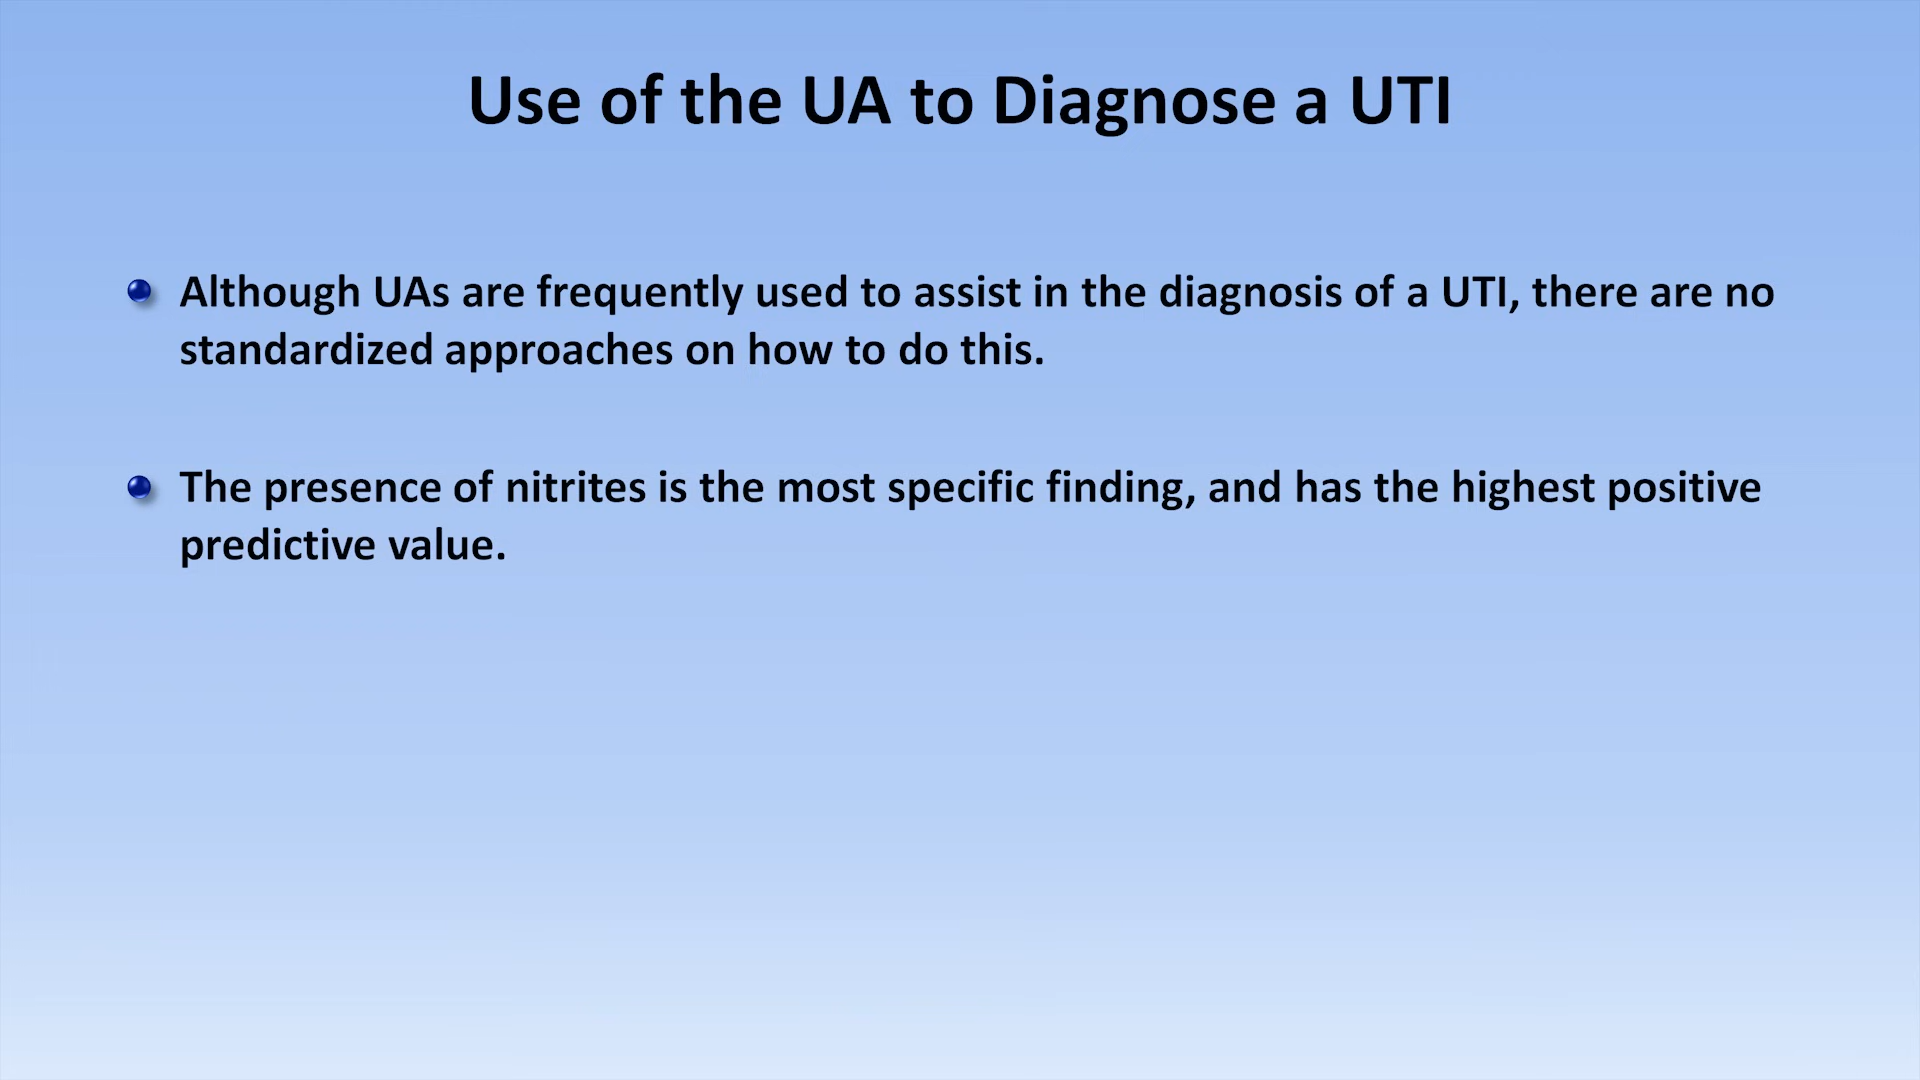 Use of the UA to Diagnose a UTI
Although UAs are frequently used to assist in the diagnosis of a UTI, there are no
standardized approaches on how to do this.
The presence of nitrites is the most specific finding, and has the highest positive
predictive value.